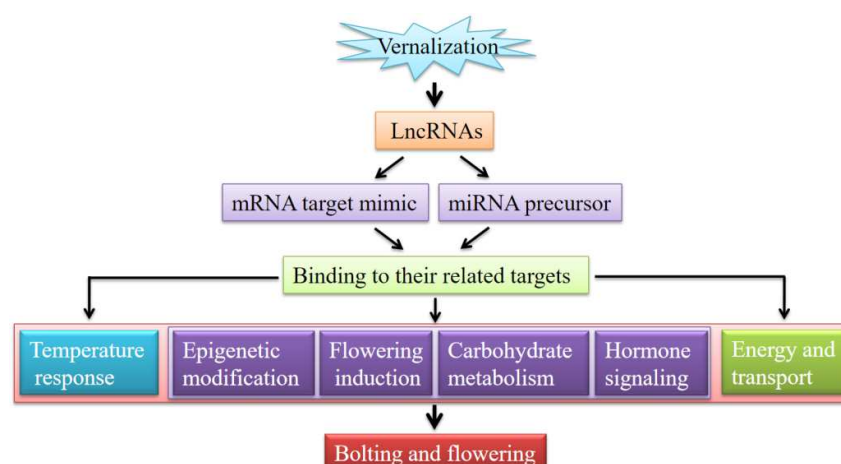 Vernalization
LncRNAs
mRNA target mimic
miRNA precursor
Binding to their related targets
Temperature
response
Epigenetic
modification
Flowering
induction
Carbohydrate
metabolism
Hormone
signaling
Energy and
transport
Bolting and flowering